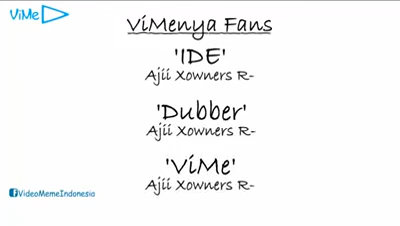 ViMe
ViMenya Fans
'IDE'
Ajii Xowners R-
'Dubber'
Ajii Xowners R-
'ViMe'
Ajii Xowners R-
f VideoMemeIndonesia